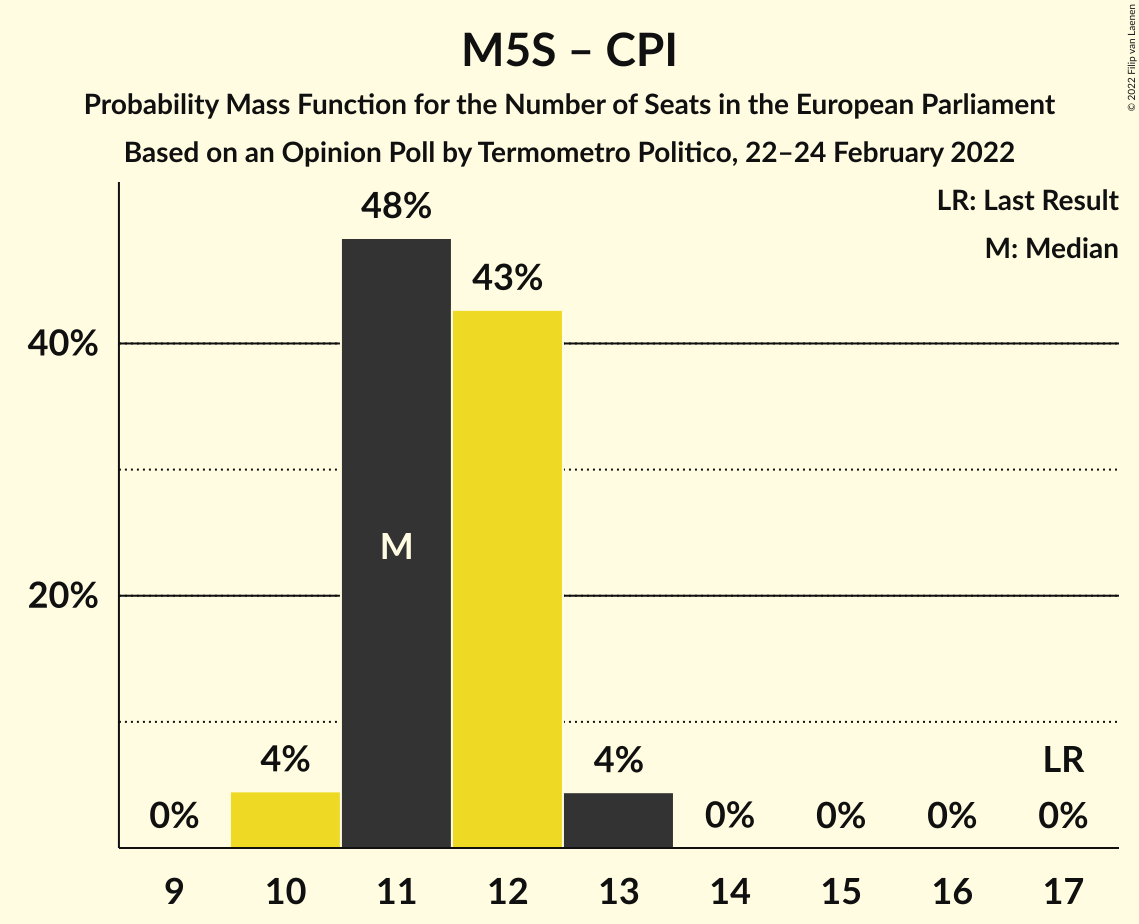 M5S – CPI
Probability Mass Function for the Number of Seats in the European Parliament
Based on an Opinion Poll by Termometro Politico, 22–24 February 2022
© 2022 Filip van Laenen
LR: Last Result
M: Median
48%
43%
40%
M
20%
4%
4%
LR
0%
0%
0%
0%
0%
9 10 11 12 13 14 15 16 17